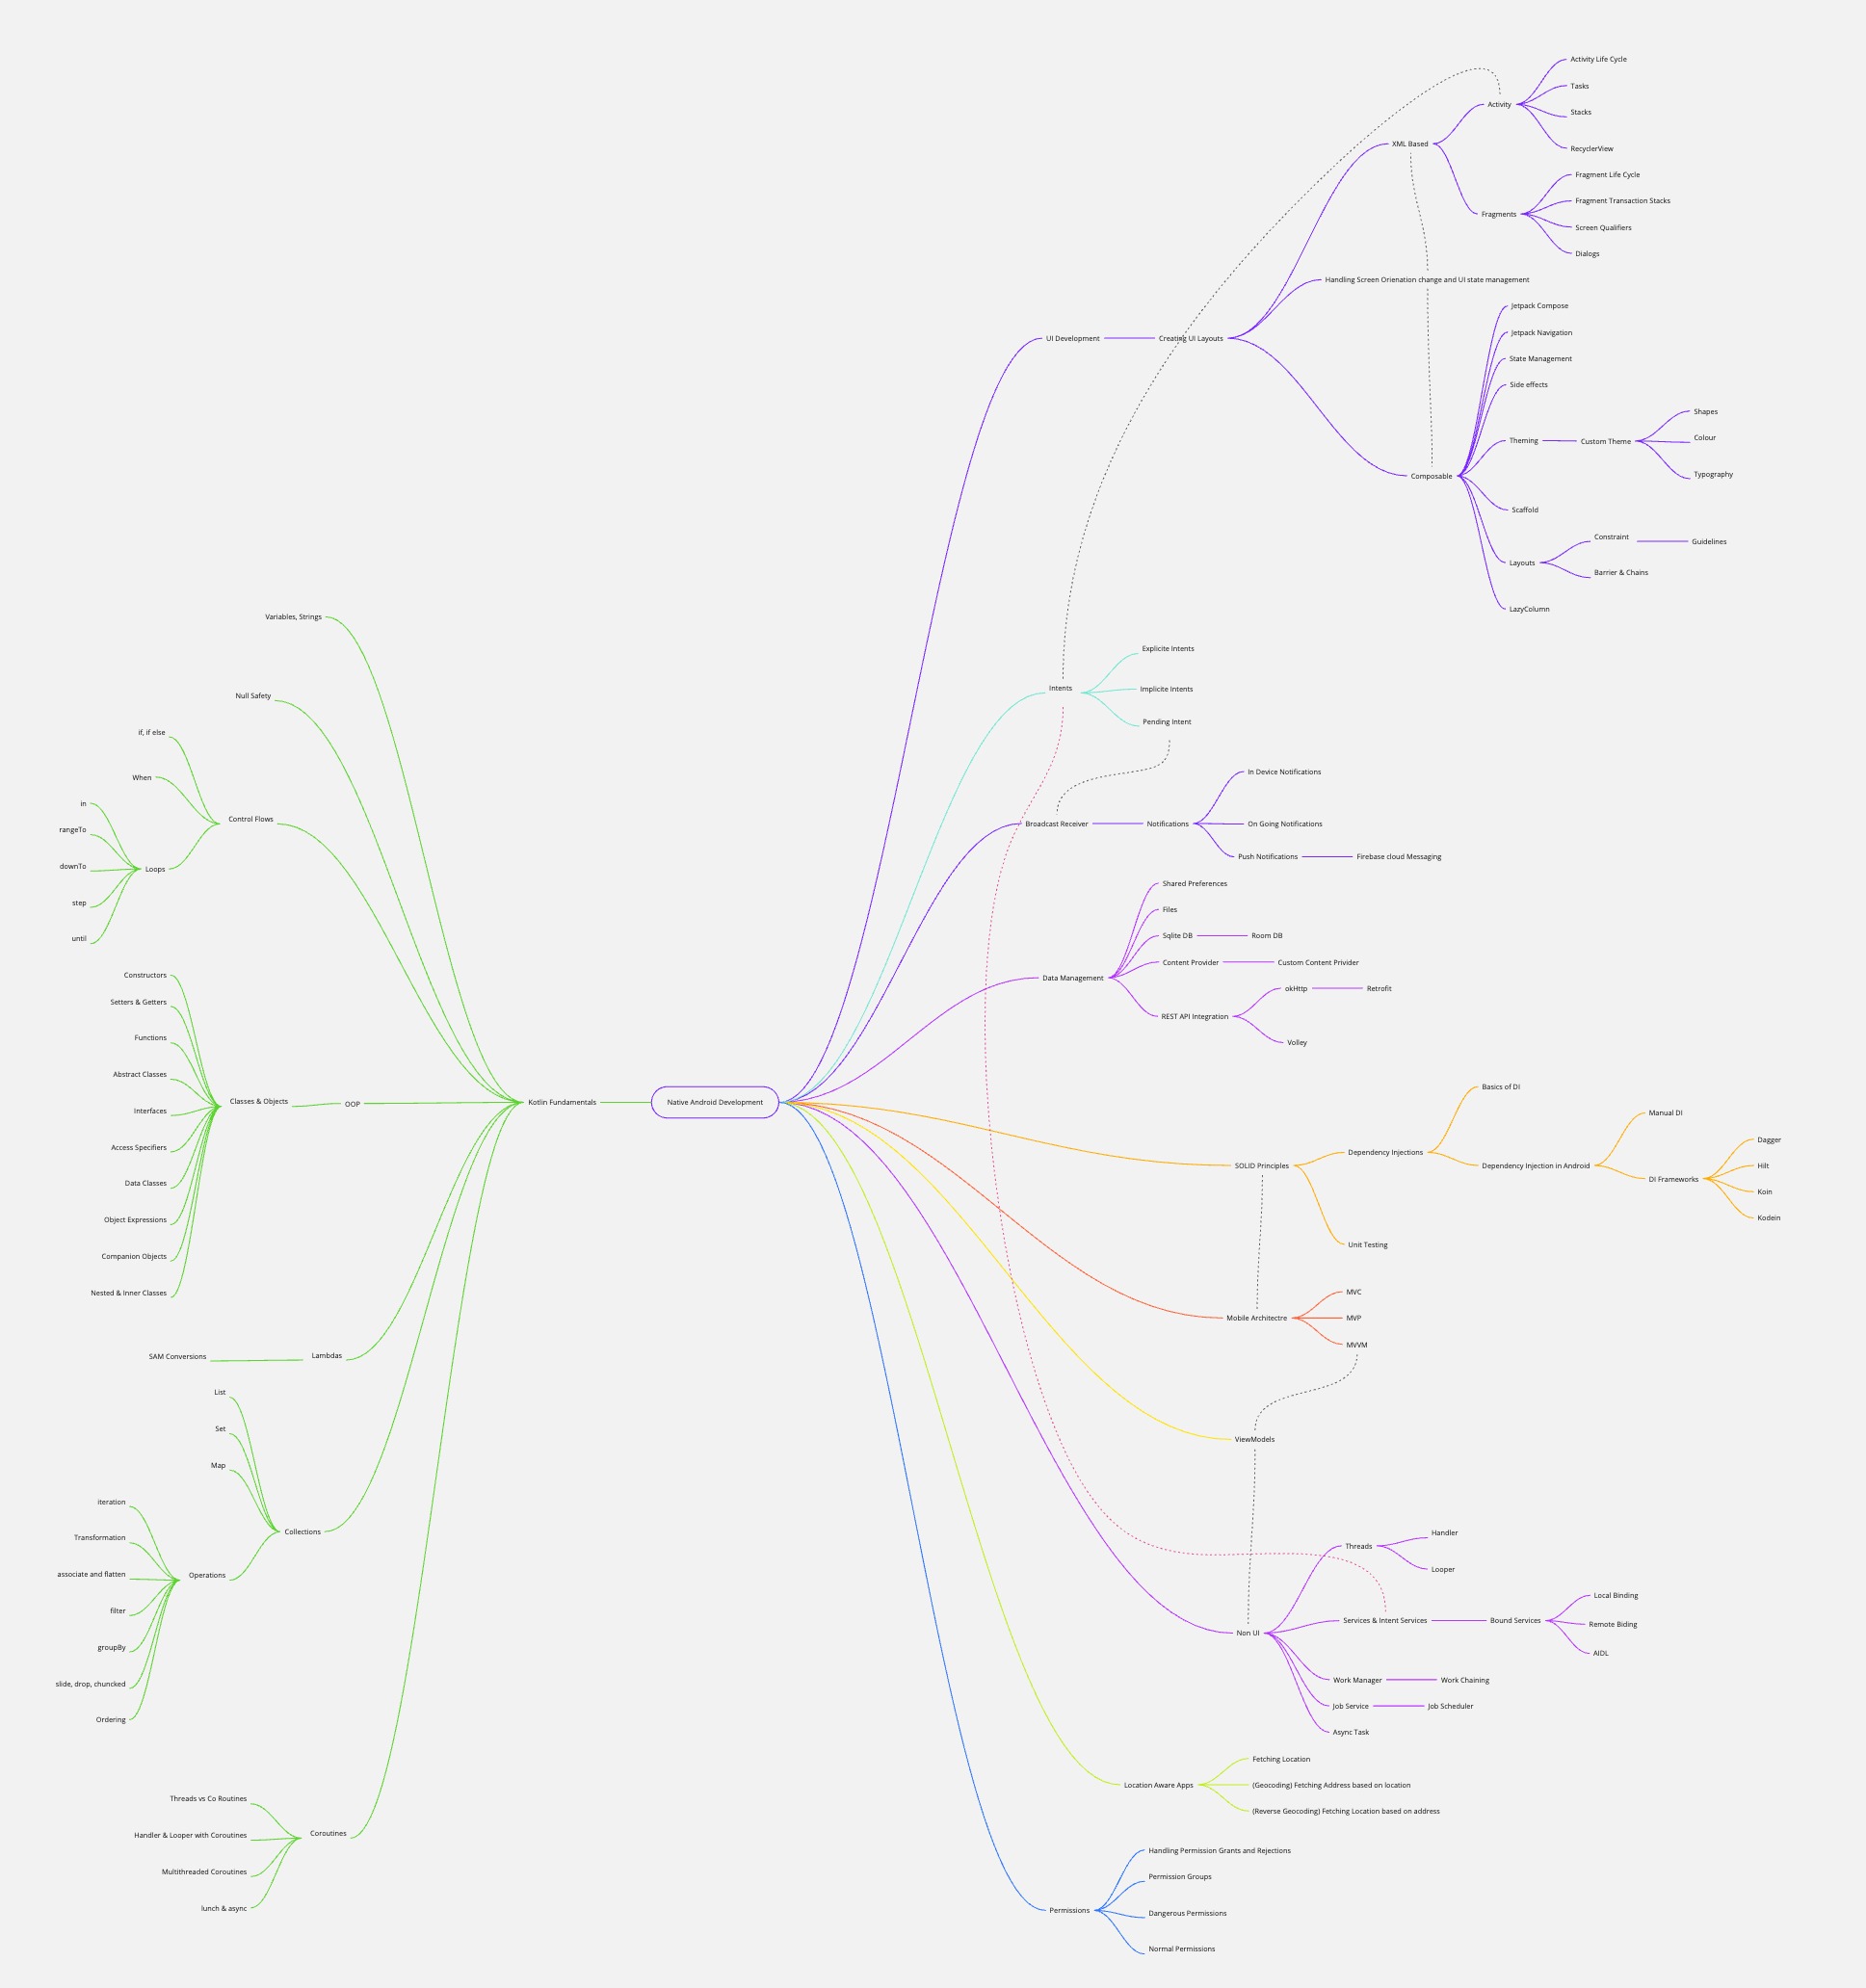 Native Android Development
Kotlin Fundamentals
Variables, Strings
Null Safety
Control Flows
if, if else
When
Loops
in
rangeTo
downTo
step
until
OOP
Classes & Objects
Constructors
Setters & Getters
Functions
Abstract Classes
Interfaces
Access Specifiers
Data Classes
Object Expressions
Companion Objects
Nested & Inner Classes
Lambdas
SAM Conversions
Collections
List
Set
Map
Operations
iteration
Transformation
associate and flatten
filter
groupBy
slide, drop, chuncked
Ordering
Coroutines
Threads vs Co Routines
Handler & Looper with Coroutines
Multithreaded Coroutines
lunch & async
UI Development
Creating UI Layouts
XML Based
Activity
Activity Life Cycle
Tasks
Stacks
RecyclerView
Fragments
Fragment Life Cycle
Fragment Transaction Stacks
Screen Qualifiers
Dialogs
Handling Screen Orienation change and UI state management
Composable
Jetpack Compose
Jetpack Navigation
State Management
Side effects
Theming
Custom Theme
Shapes
Colour
Typography
Scaffold
Layouts
Constraint
Guidelines
Barrier & Chains
LazyColumn
Intents
Explicite Intents
Implicite Intents
Pending Intent
Broadcast Receiver
Notifications
In Device Notifications
On Going Notifications
Push Notifications
Firebase cloud Messaging
Data Management
Shared Preferences
Files
Sqlite DB
Room DB
Content Provider
Custom Content Privider
REST API Integration
okHttp
Retrofit
Volley
SOLID Principles
Dependency Injections
Basics of DI
Dependency Injection in Android
Manual DI
DI Frameworks
Dagger
Hilt
Koin
Kodein
Unit Testing
Mobile Architectre
MVC
MVP
MVVM
ViewModels
Non UI
Threads
Handler
Looper
Services & Intent Services
Bound Services
Local Binding
Remote Biding
AIDL
Work Manager
Work Chaining
Job Service
Job Scheduler
Async Task
Location Aware Apps
Fetching Location
(Geocoding) Fetching Address based on location
(Reverse Geocoding) Fetching Location based on address
Permissions
Handling Permission Grants and Rejections
Permission Groups
Dangerous Permissions
Normal Permissions